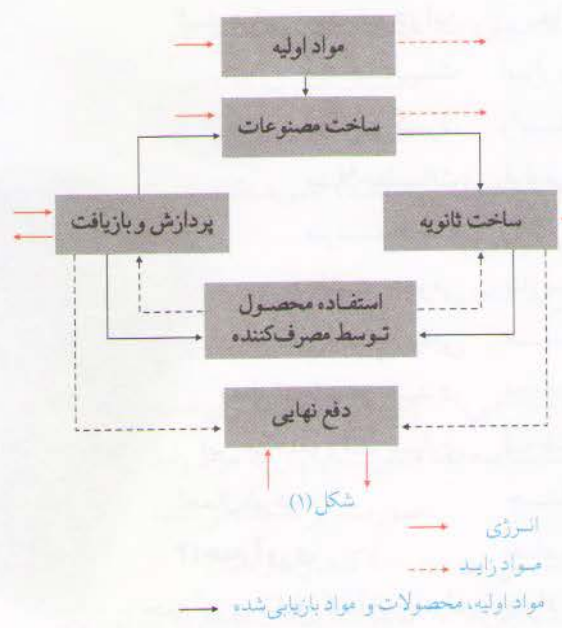 مواد اولیه
ساخت مصنوعات
پردازش و بازیافت
ساخت ثانویه
استفاده محصول
توسط مصرف‌کننده
دفع نهایی
شکل (۱)
انرژی
مواد زاید
مواد اولیه، محصولات و مواد بازیابی‌شده